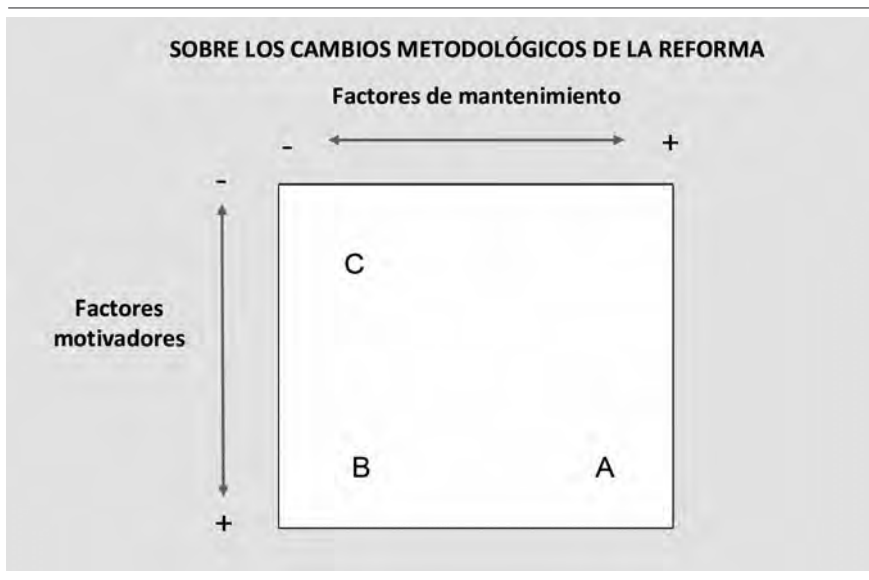 SOBRE LOS CAMBIOS METODOLÓGICOS DE LA REFORMA
Factores de mantenimiento
- +
-
C
Factores
motivadores
B A
+